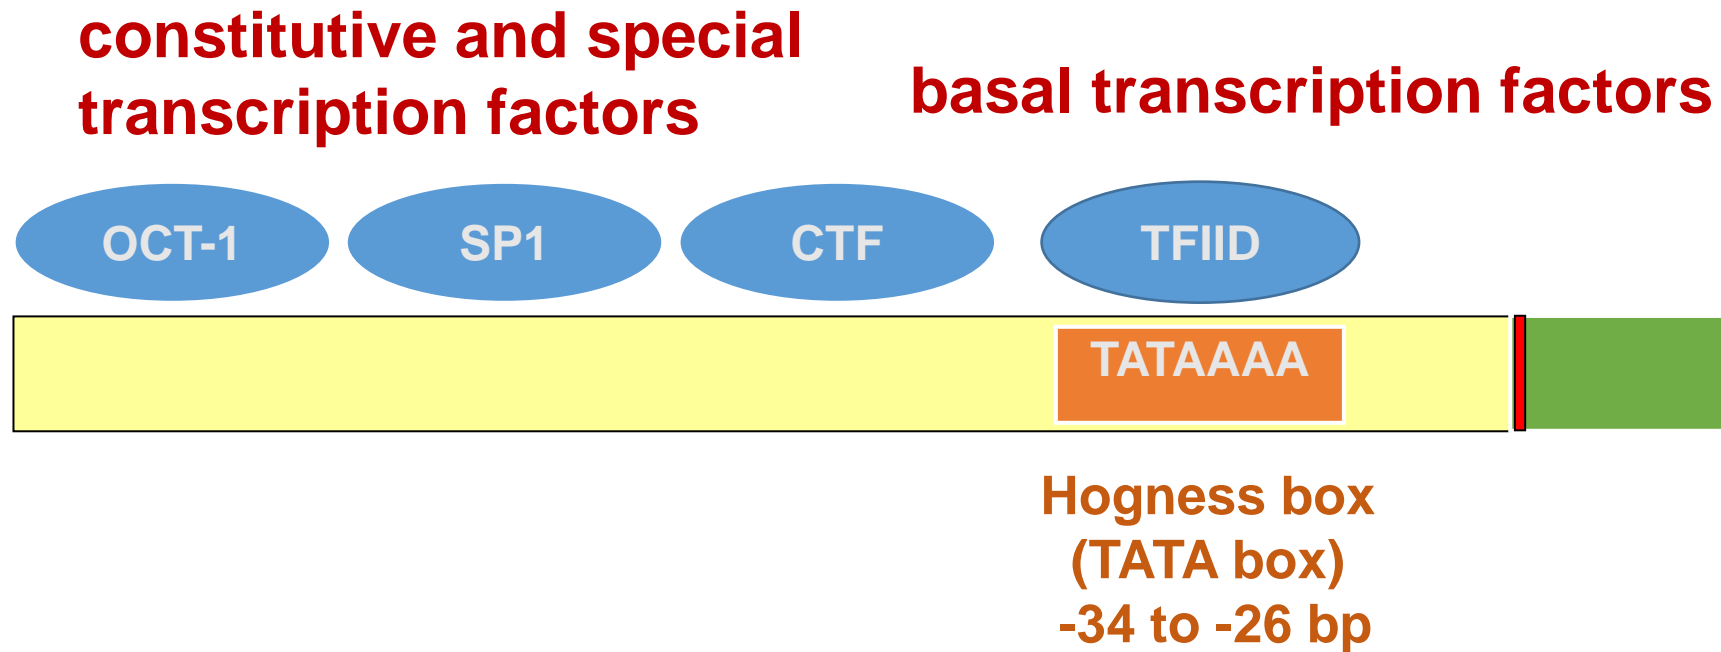 constitutive and special
transcription factors
basal transcription factors
OCT-1
SP1
CTF
TFIID
TATAAAA
Hogness box
(TATA box)
-34 to -26 bp